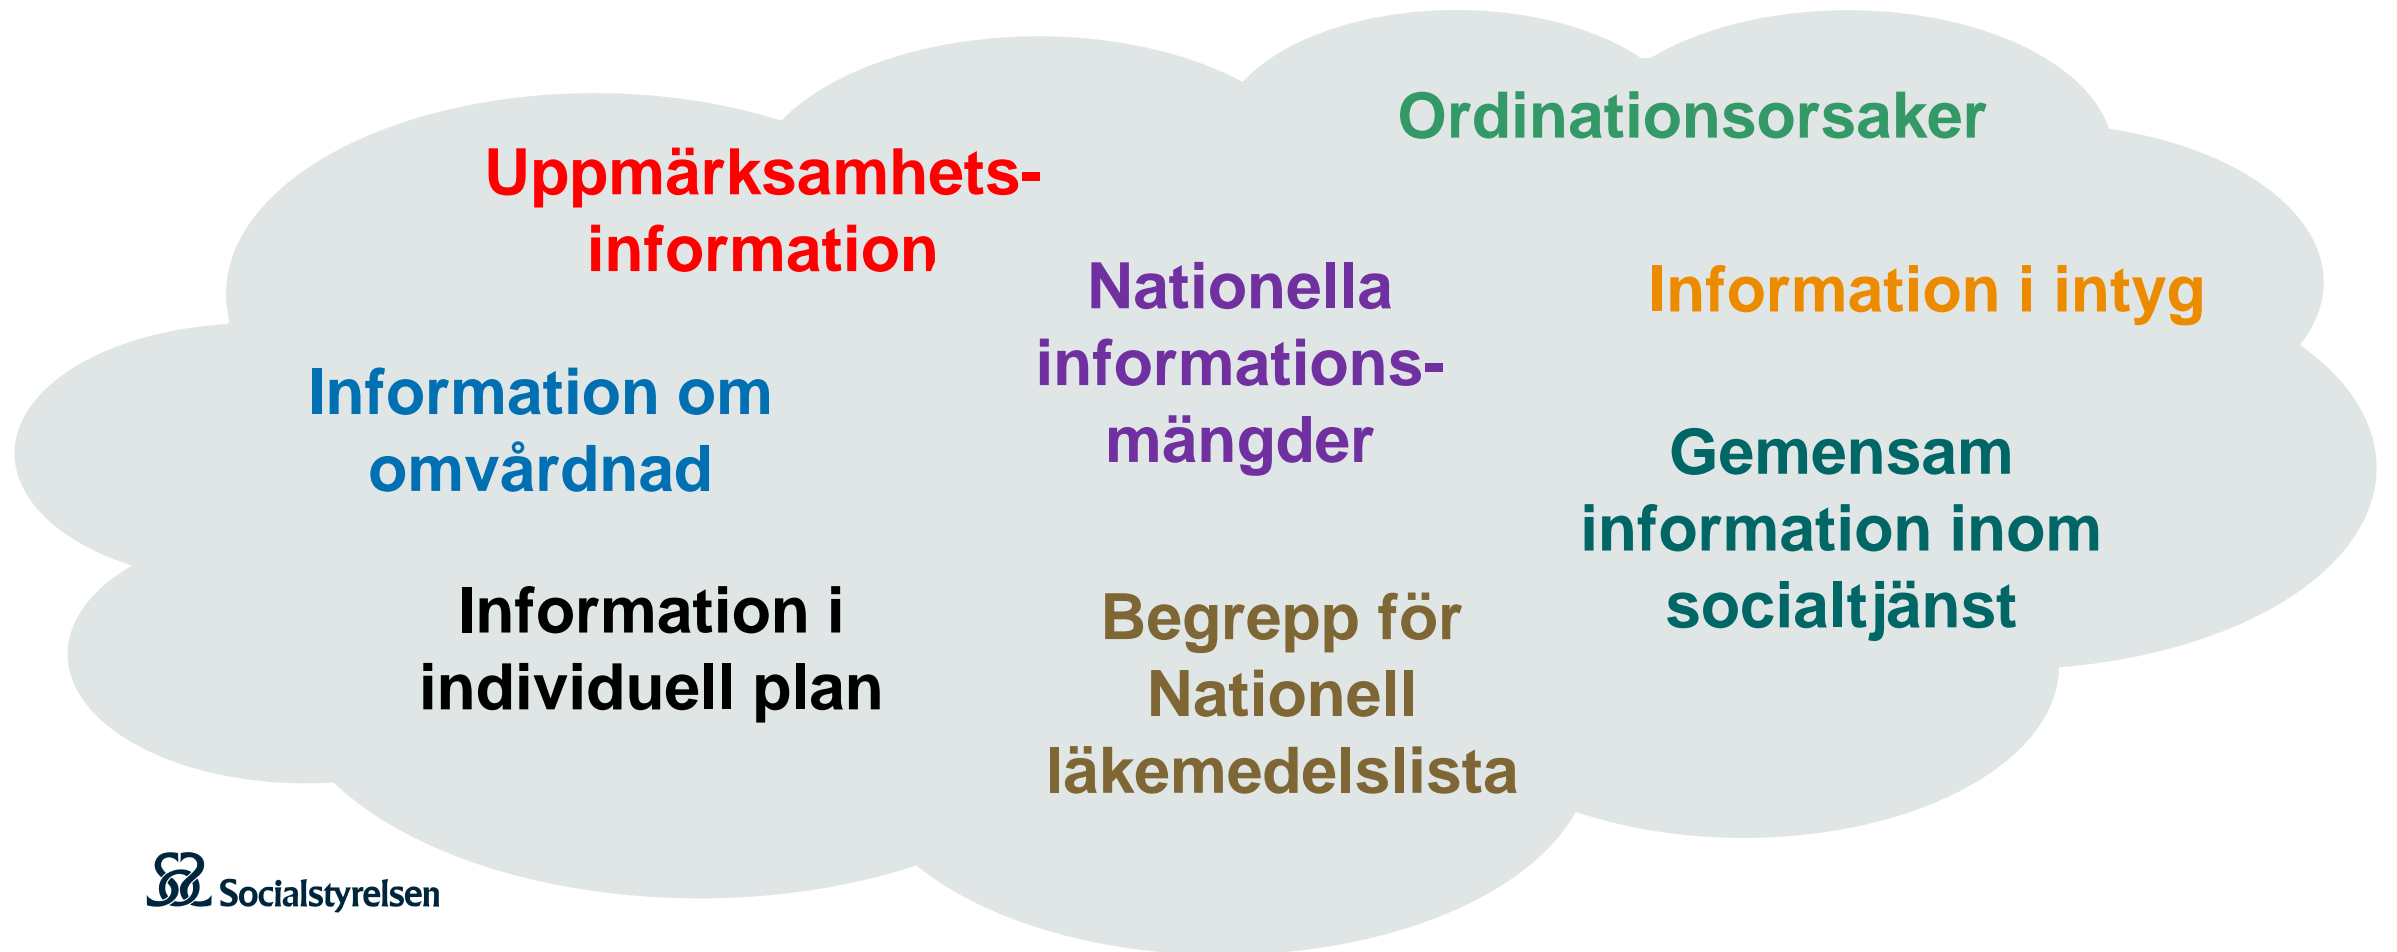 Ordinationsorsaker
Uppmärksamhets-
information
Nationella
informations-
mängder
Information i intyg
Information om
omvårdnad
Gemensam
information inom
socialtjänst
Information i
individuell plan
Begrepp för
Nationell
läkemedelslista
Socialstyrelsen